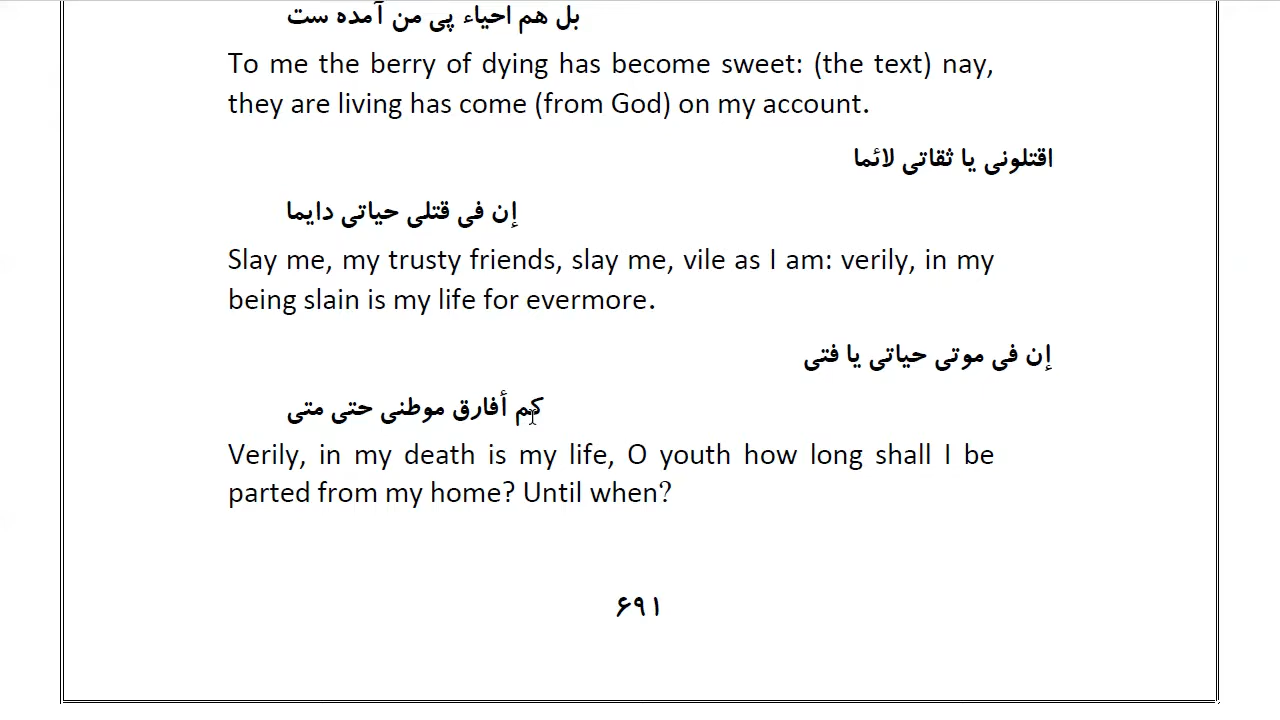 بل هم احیاء پی من آمده ست
To me the berry of dying has become sweet: (the text) nay,
they are living has come (from God) on my account.
اقتلونی یا ثقاتی لائما
إن فی قتلی حیاتی دایما
Slay me, my trusty friends, slay me, vile as I am: verily, in my
being slain is my life for evermore.
إن فی موتی حیاتی یا فتی
کم أفارق موطنی حتی متی
Verily, in my death is my life, O youth how long shall I be
parted from my home? Until when?
۶۹۱